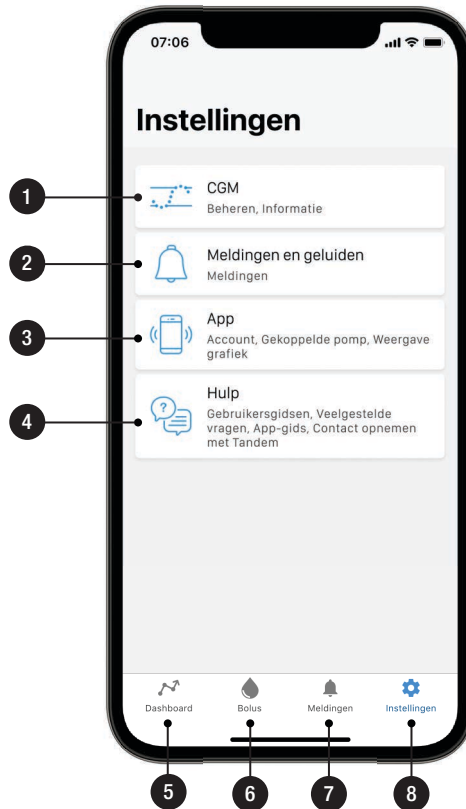 07:06
Instellingen
1
CGM
Beheren, Informatie
2
Meldingen en geluiden
Meldingen
3
App
Account, Gekoppelde pomp, Weergave
grafiek
4
Hulp
Gebruikersgidsen, Veelgestelde
vragen, App-gids, Contact opnemen
met Tandem
?
Dashboard
Bolus
Meldingen
Instellingen
5
6
7
8